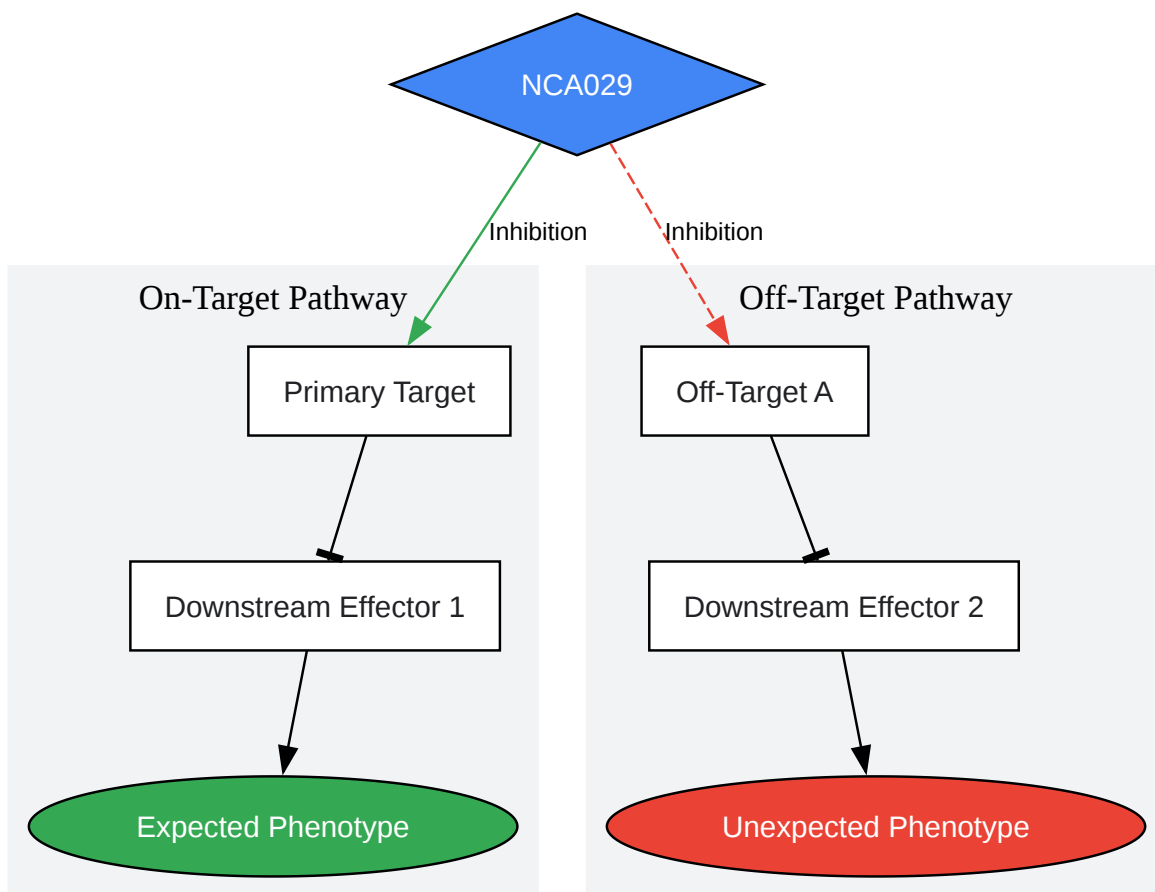 NCA029
Inhibition
Inhibition
On-Target Pathway
Off-Target Pathway
Primary Target
Off-Target A
Downstream Effector 1
Downstream Effector 2
Expected Phenotype
Unexpected Phenotype